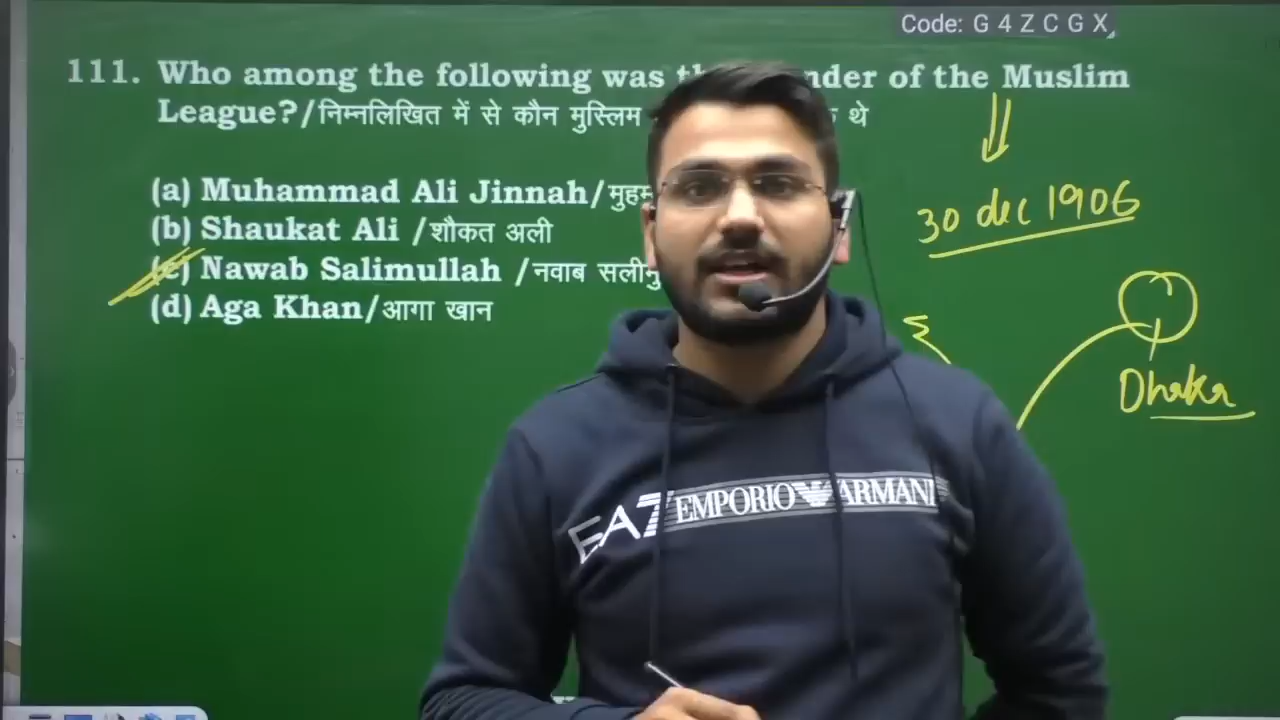 Code: G 4 Z C G X
111. Who among the following was nder of the Muslim
League?/निम्नलिखित में से कौन मुस्लिम थे
30 dec 1906
(a) Muhammad Ali Jinnah/
(b) Shaukat Ali /शौकत अली
(c) Nawab Salimullah /नवाब
(d) Aga Khan/आगा खान
Dhaka
EA7 EMPORIO ARMANI